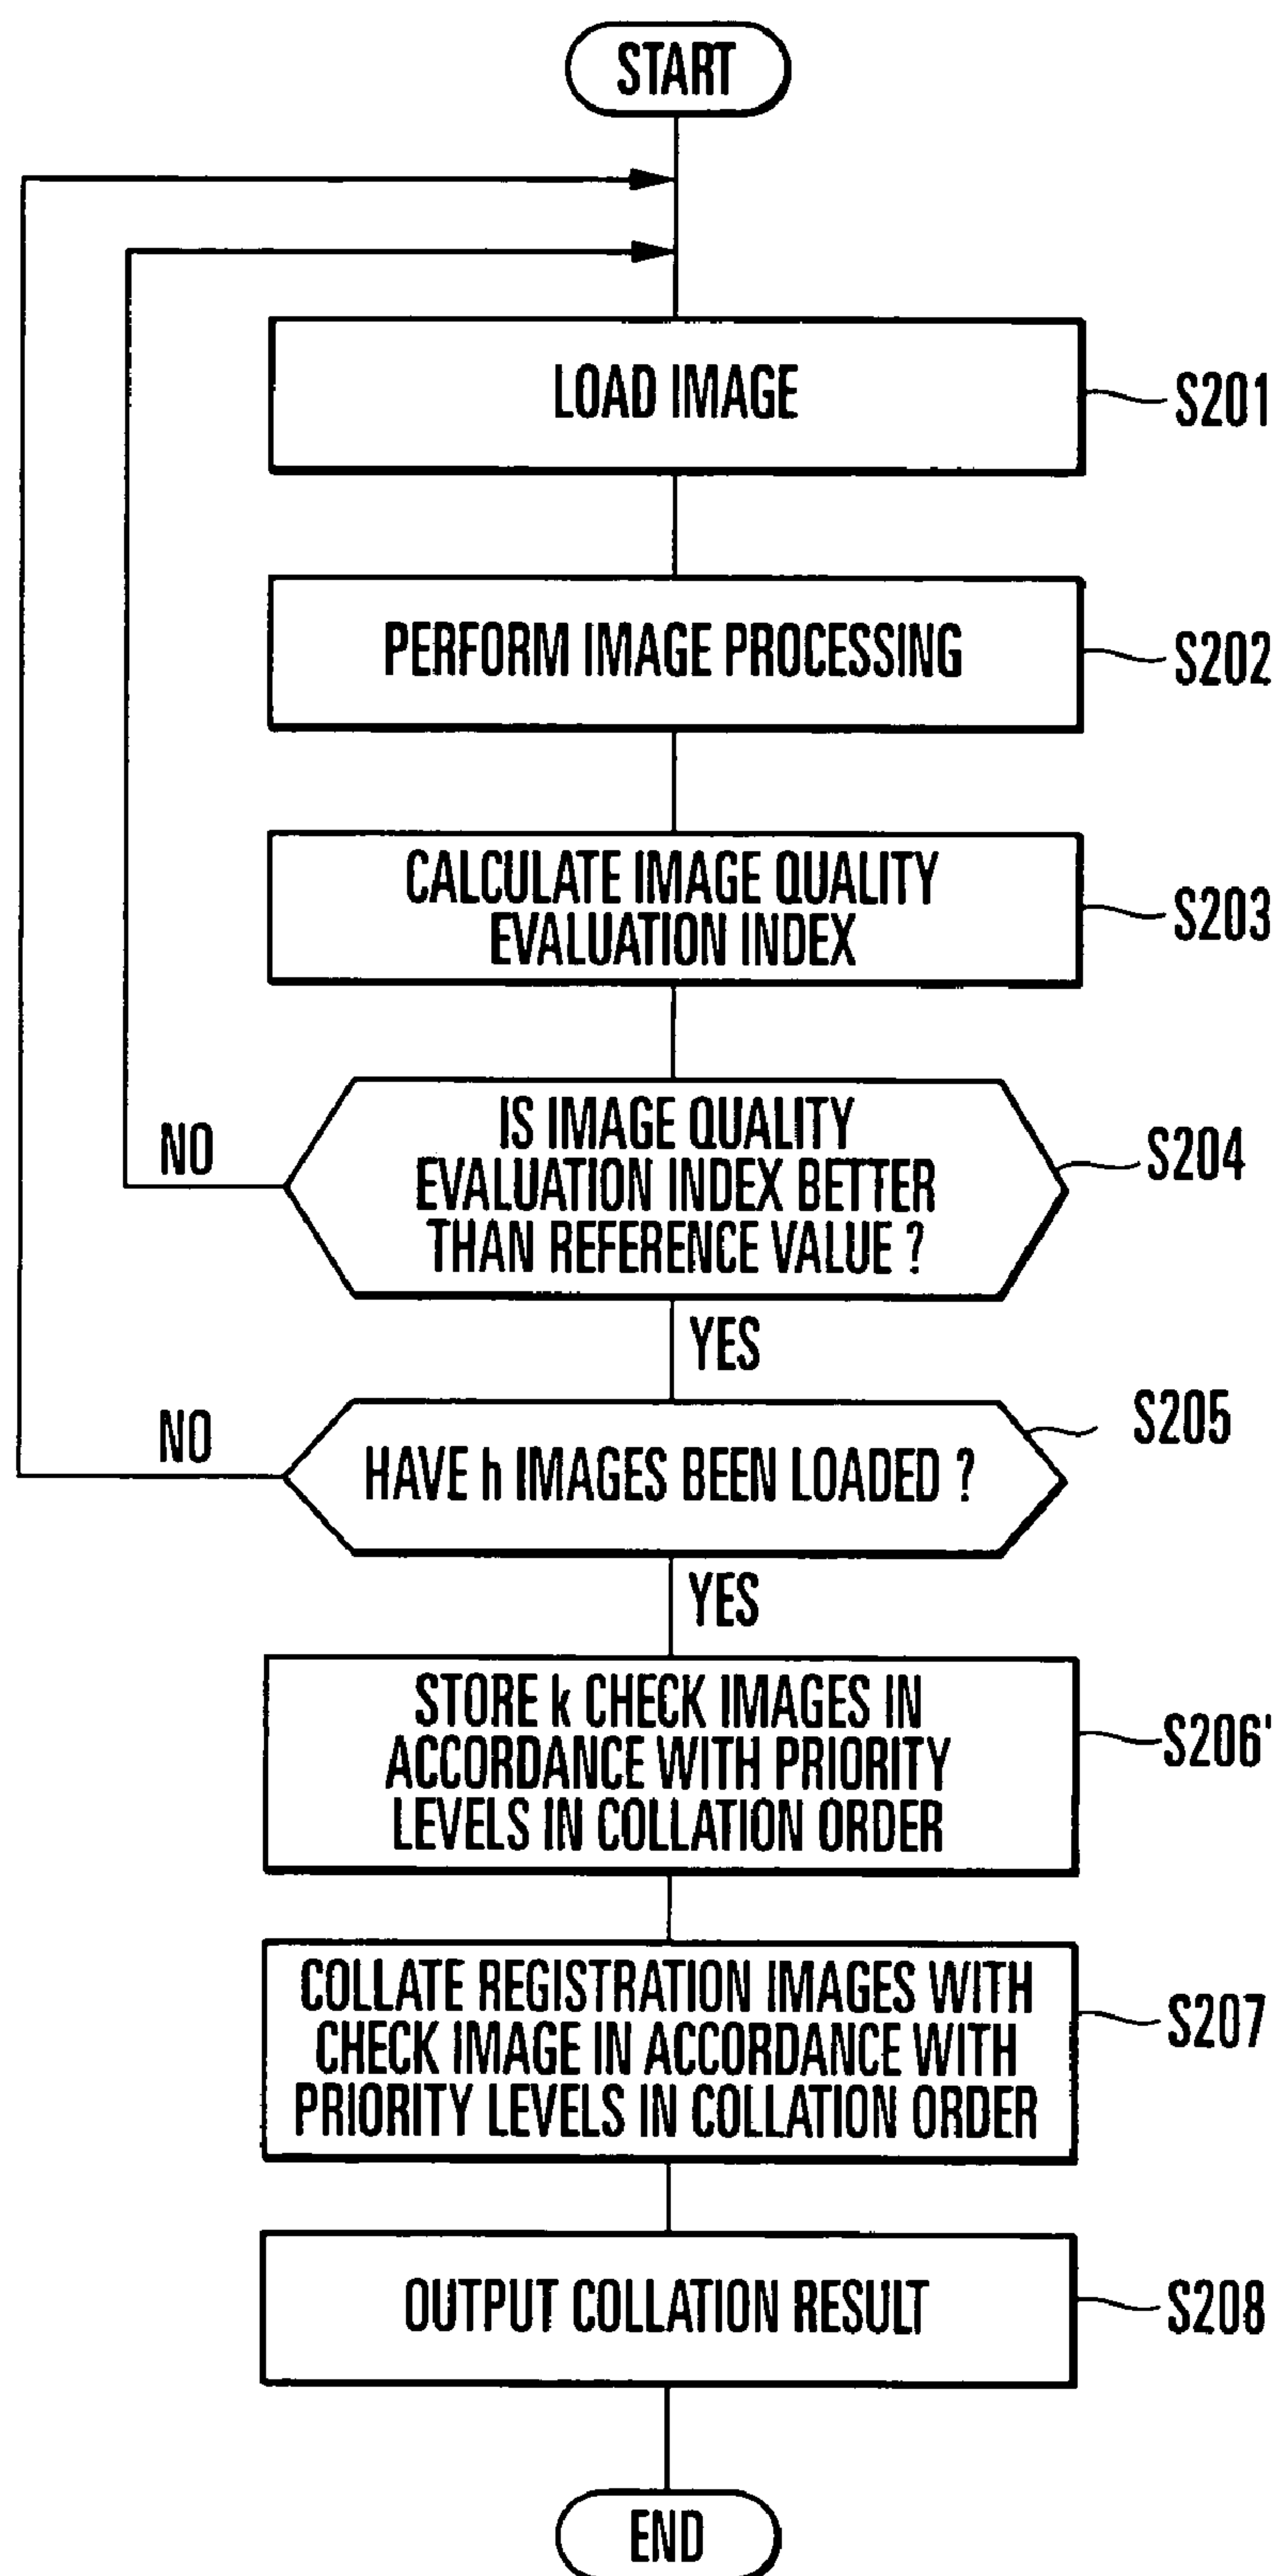 START
LOAD IMAGE
S201
PERFORM IMAGE PROCESSING
S202
CALCULATE IMAGE QUALITY
EVALUATION INDEX
S203
IS IMAGE QUALITY
EVALUATION INDEX BETTER
THAN REFERENCE VALUE ?
S204
NO
YES
HAVE h IMAGES BEEN LOADED ?
S205
NO
YES
STORE k CHECK IMAGES IN
ACCORDANCE WITH PRIORITY
LEVELS IN COLLATION ORDER
S206'
COLLATE REGISTRATION IMAGES WITH
CHECK IMAGE IN ACCORDANCE WITH
PRIORITY LEVELS IN COLLATION ORDER
S207
OUTPUT COLLATION RESULT
S208
END